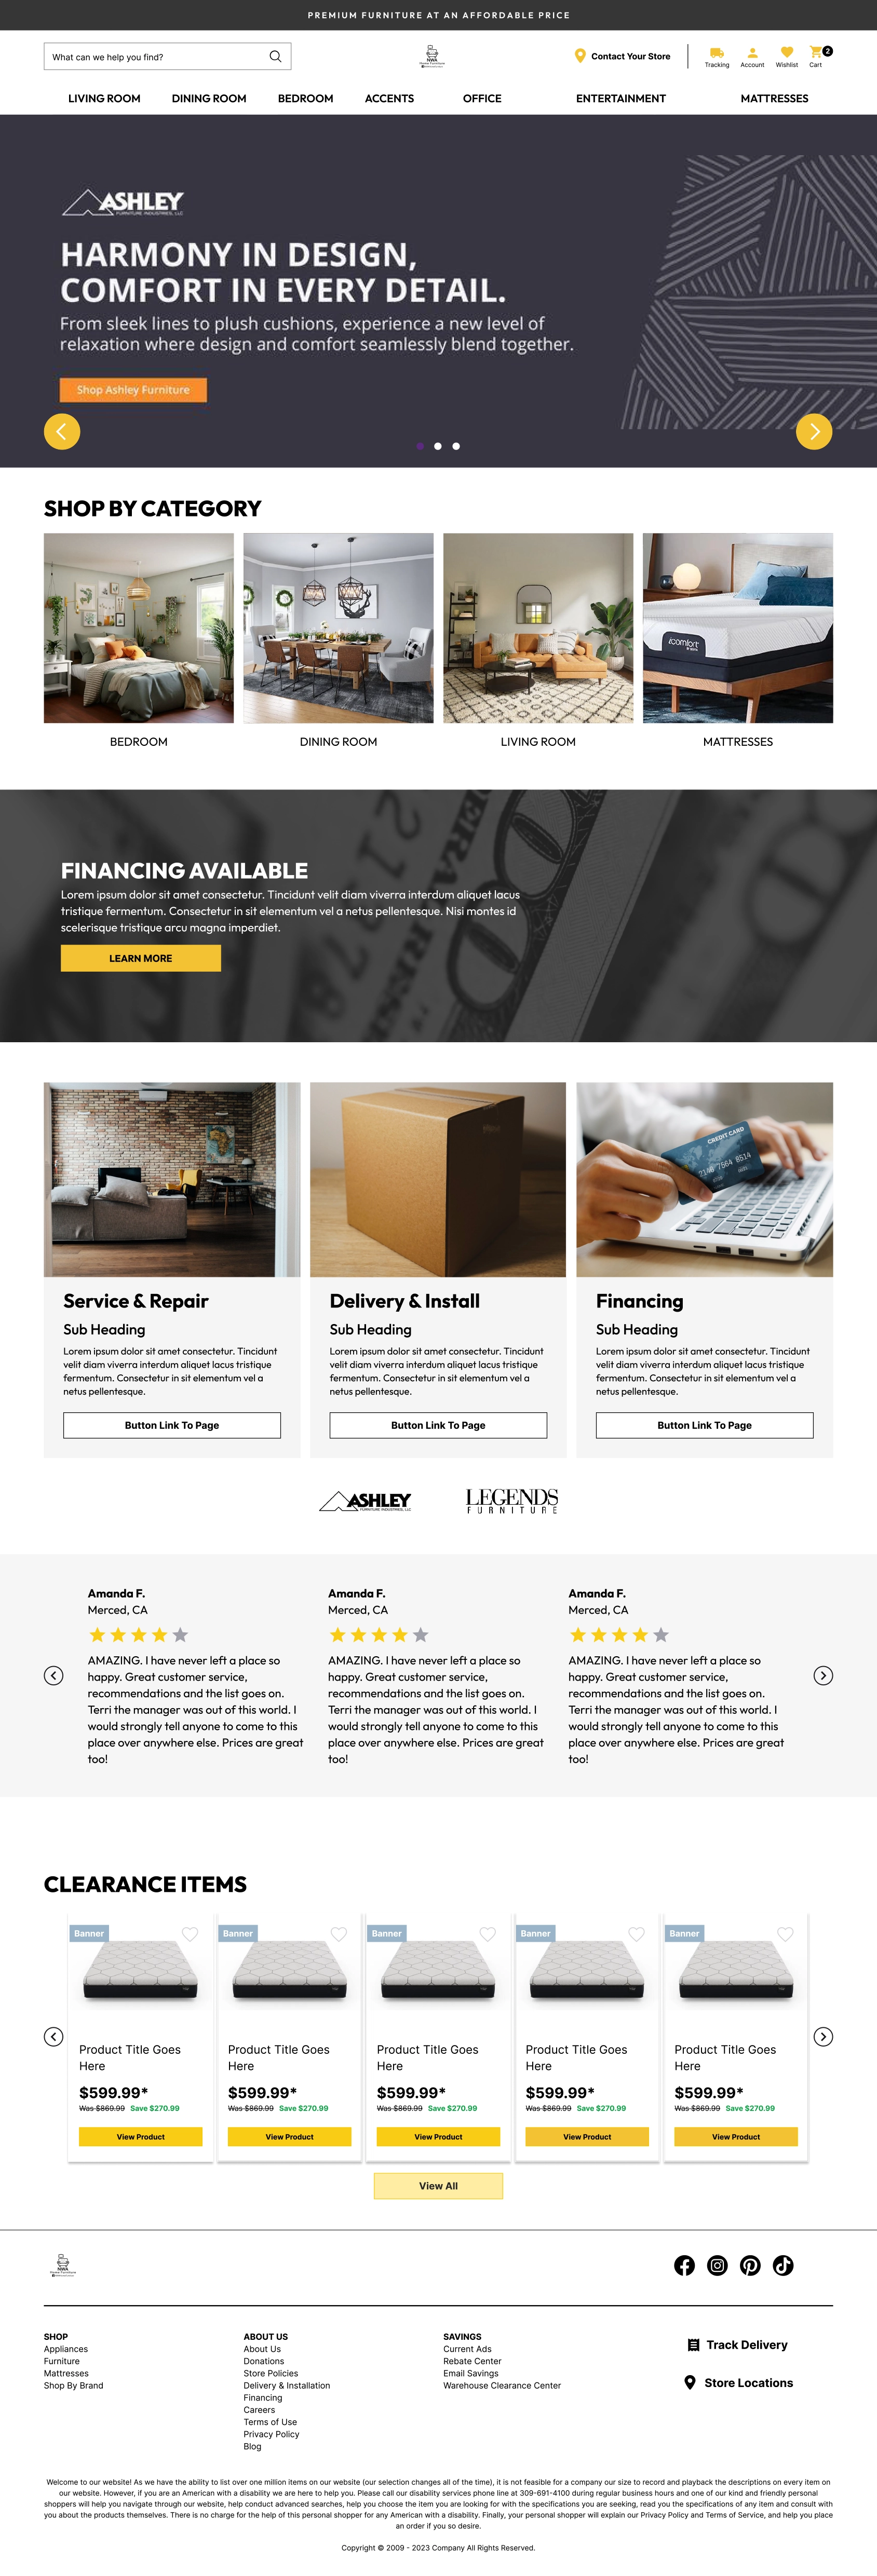 PREMIUM FURNITURE AT AN AFFORDABLE PRICE
What can we help you find?
NWA
Home Furniture
Contact Your Store
Tracking
Account
Wishlist
Cart
2
LIVING ROOM
DINING ROOM
BEDROOM
ACCENTS
OFFICE
ENTERTAINMENT
MATTRESSES
ASHLEY
FURNITURE INDUSTRIES, LLC
HARMONY IN DESIGN,
COMFORT IN EVERY DETAIL.
From sleek lines to plush cushions, experience a new level of
relaxation where design and comfort seamlessly blend together.
Shop Ashley Furniture
SHOP BY CATEGORY
icomfort
BEDROOM
DINING ROOM
LIVING ROOM
MATTRESSES
FINANCING AVAILABLE
Lorem ipsum dolor sit amet consectetur. Tincidunt velit diam viverra interdum aliquet lacus
tristique fermentum. Consectetur in sit elementum vel a netus pellentesque. Nisi montes id
scelerisque tristique arcu magna imperdiet.
LEARN MORE
CREDIT CARD
2140 7564 8514
Service & Repair
Sub Heading
Lorem ipsum dolor sit amet consectetur. Tincidunt
velit diam viverra interdum aliquet lacus tristique
fermentum. Consectetur in sit elementum vel a
netus pellentesque.
Button Link To Page
Delivery & Install
Sub Heading
Lorem ipsum dolor sit amet consectetur. Tincidunt
velit diam viverra interdum aliquet lacus tristique
fermentum. Consectetur in sit elementum vel a
netus pellentesque.
Button Link To Page
Financing
Sub Heading
Lorem ipsum dolor sit amet consectetur. Tincidunt
velit diam viverra interdum aliquet lacus tristique
fermentum. Consectetur in sit elementum vel a
netus pellentesque.
Button Link To Page
ASHLEY
FURNITURE INDUSTRIES, LLC
LEGENDS
FURNITURE
Amanda F.
Merced, CA
AMAZING. I have never left a place so
happy. Great customer service,
recommendations and the list goes on.
Terri the manager was out of this world. I
would strongly tell anyone to come to this
place over anywhere else. Prices are great
too!
Amanda F.
Merced, CA
AMAZING. I have never left a place so
happy. Great customer service,
recommendations and the list goes on.
Terri the manager was out of this world. I
would strongly tell anyone to come to this
place over anywhere else. Prices are great
too!
Amanda F.
Merced, CA
AMAZING. I have never left a place so
happy. Great customer service,
recommendations and the list goes on.
Terri the manager was out of this world. I
would strongly tell anyone to come to this
place over anywhere else. Prices are great
too!
CLEARANCE ITEMS
Banner
Product Title Goes
Here
$599.99*
Was $869.99 Save $270.99
View Product
Banner
Product Title Goes
Here
$599.99*
Was $869.99 Save $270.99
View Product
Banner
Product Title Goes
Here
$599.99*
Was $869.99 Save $270.99
View Product
Banner
Product Title Goes
Here
$599.99*
Was $869.99 Save $270.99
View Product
Banner
Product Title Goes
Here
$599.99*
Was $869.99 Save $270.99
View Product
View All
NWA
Home Furniture
SHOP
Appliances
Furniture
Mattresses
Shop By Brand
ABOUT US
About Us
Donations
Store Policies
Delivery & Installation
Financing
Careers
Terms of Use
Privacy Policy
Blog
SAVINGS
Current Ads
Rebate Center
Email Savings
Warehouse Clearance Center
Track Delivery
Store Locations
Welcome to our website! As we have the ability to list over one million items on our website (our selection changes all of the time), it is not feasible for a company our size to record and playback the descriptions on every item on
our website. However, if you are an American with a disability we are here to help you. Please call our disability services phone line at 309-691-4100 during regular business hours and one of our kind and friendly personal
shoppers will help you navigate through our website, help conduct advanced searches, help you choose the item you are looking for with the specifications you are seeking, read you the specifications of any item and consult with
you about the products themselves. There is no charge for the help of this personal shopper for any American with a disability. Finally, your personal shopper will explain our Privacy Policy and Terms of Service, and help you place
an order if you so desire.
Copyright © 2009 - 2023 Company All Rights Reserved.